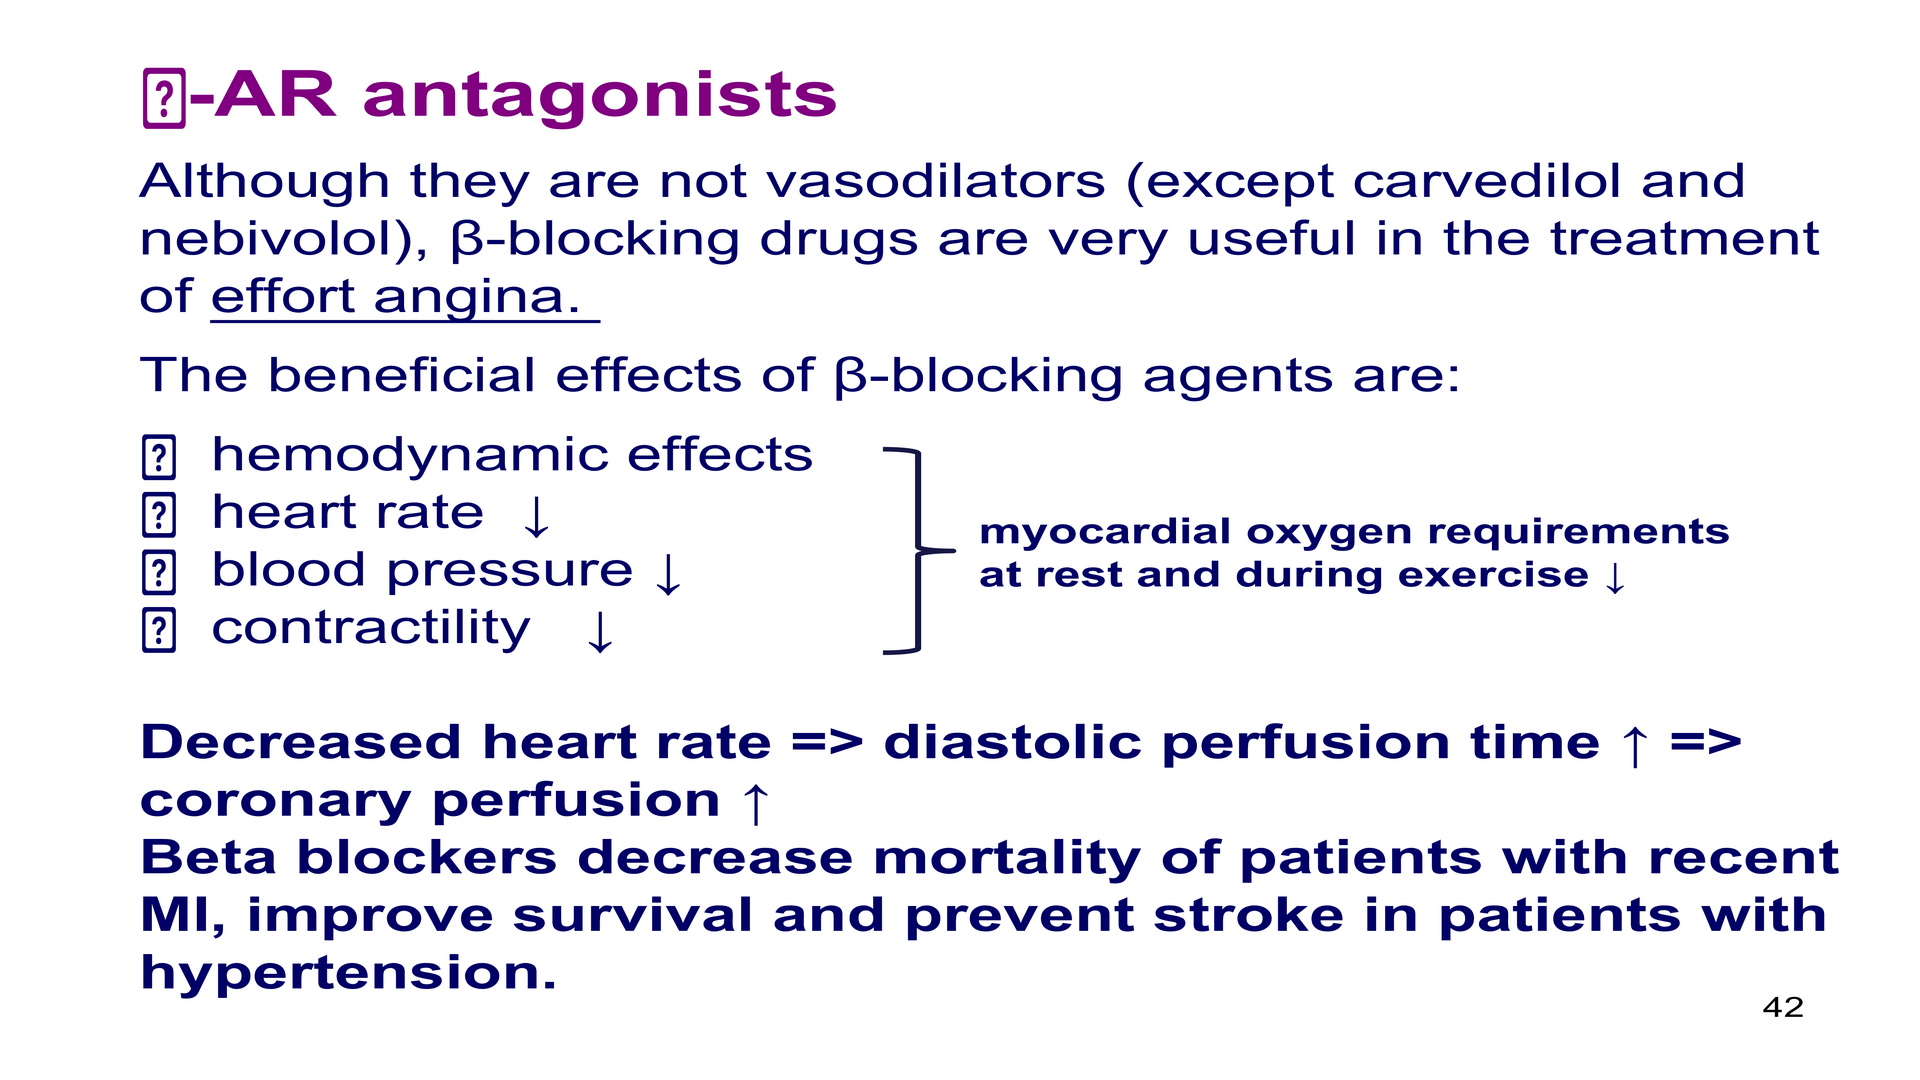 ⍰-AR antagonists
Although they are not vasodilators (except carvedilol and
nebivolol), β-blocking drugs are very useful in the treatment
of effort angina.
The beneficial effects of β-blocking agents are:
⍰ hemodynamic effects
⍰ heart rate ↓
⍰ blood pressure ↓
⍰ contractility ↓
myocardial oxygen requirements
at rest and during exercise ↓
Decreased heart rate => diastolic perfusion time ↑ =>
coronary perfusion ↑
Beta blockers decrease mortality of patients with recent
MI, improve survival and prevent stroke in patients with
hypertension.
42